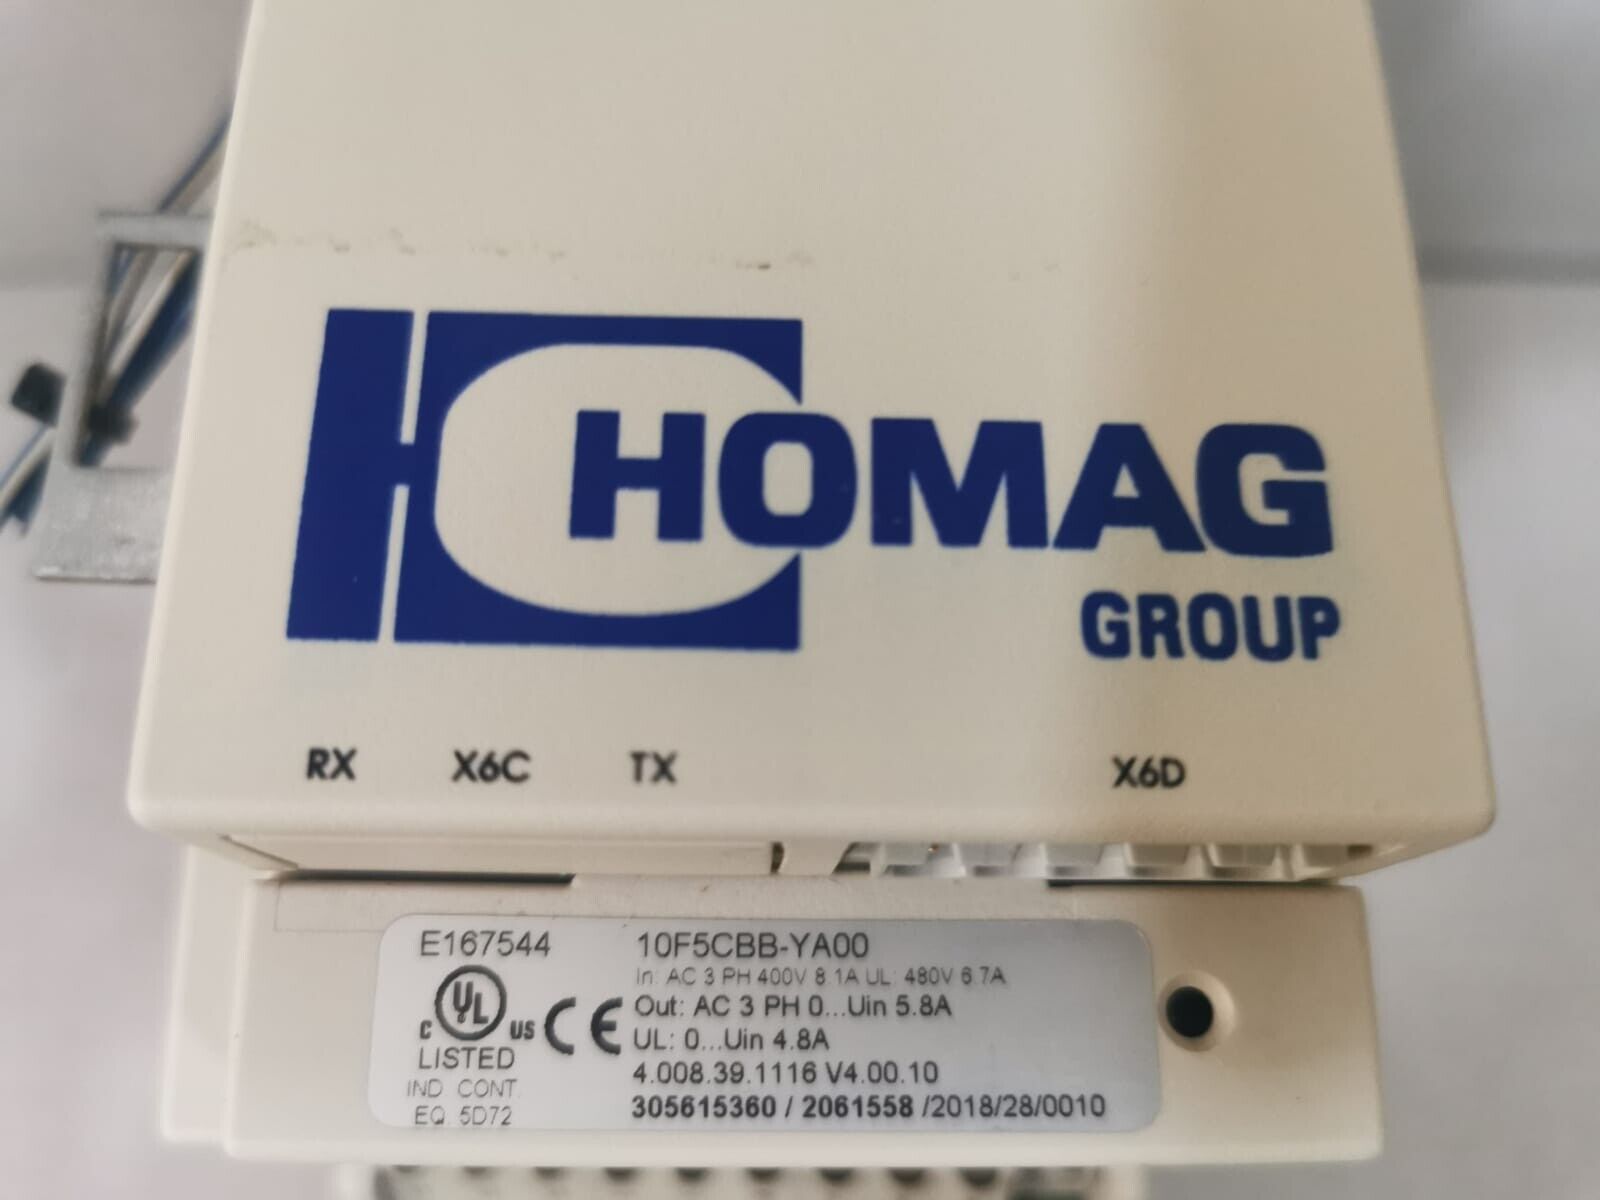 HOMAG
GROUP
RX X6C TX X6D
E167544
C UL US
LISTED
IND. CONT.
EQ. 5D72
CE
10F5CBB-YA00
In: AC 3 PH 400V 8.1A UL: 480V 6.7A
Out: AC 3 PH 0...Uin 5.8A
UL: 0...Uin 4.8A
4.008.39.1116 V4.00.10
305615360 / 2061558 /2018/28/0010